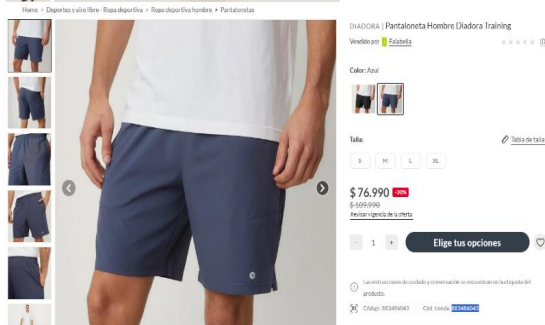 Home > Deportes y aire libre - Ropa deportiva > Ropa deportiva hombre > Pantalonetas
DIADORA | Pantaloneta Hombre Diadora Training
Vendido por Falabella
Color: Azul
Talla:
Tabla de tallas
S M L XL
$ 76.990 -30%
$ 109.990
Revisar vigencia de la oferta
- 1 + Elige tus opciones
Las instrucciones de cuidado y conservación se encuentran en la etiqueta del
producto.
Código: 883486043 Cód. tienda: 883486043